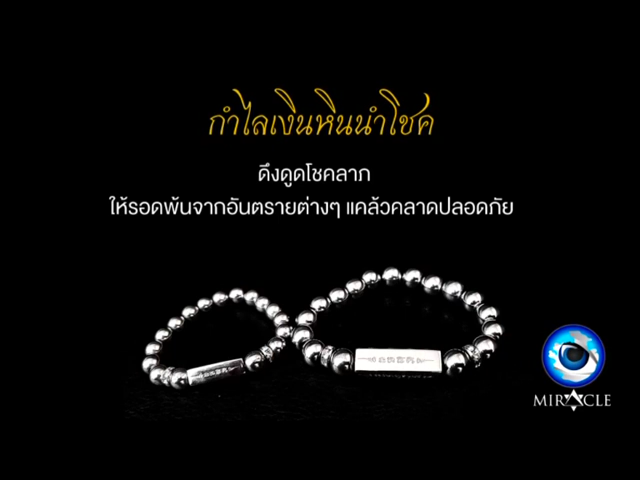 กำไลเงินหินนำโชค
ดึงดูดโชคลาภ
ให้รอดพ้นจากอันตรายต่างๆ แคล้วคลาดปลอดภัย
MIRACLE